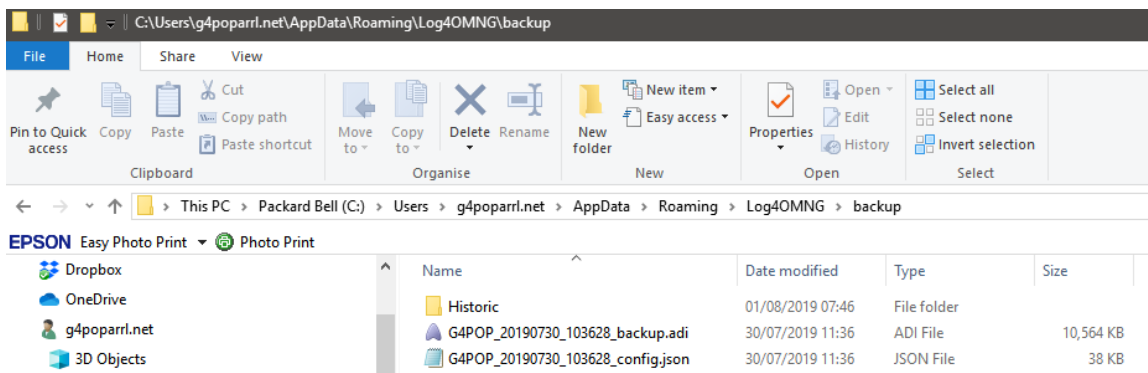 C:\Users\g4poparrl.net\AppData\Roaming\Log4OMNG\backup
File Home Share View
Pin to Quick access
Copy
Paste
Cut
Copy path
Paste shortcut
Clipboard
Move to
Copy to
Delete
Rename
Organise
New folder
New item
Easy access
New
Properties
Open
Edit
History
Open
Select all
Select none
Invert selection
Select
This PC > Packard Bell (C:) > Users > g4poparrl.net > AppData > Roaming > Log4OMNG > backup
EPSON Easy Photo Print Photo Print
Dropbox
OneDrive
g4poparrl.net
3D Objects
Name Date modified Type Size
Historic 01/08/2019 07:46 File folder
G4POP_20190730_103628_backup.adi 30/07/2019 11:36 ADI File 10,564 KB
G4POP_20190730_103628_config.json 30/07/2019 11:36 JSON File 38 KB